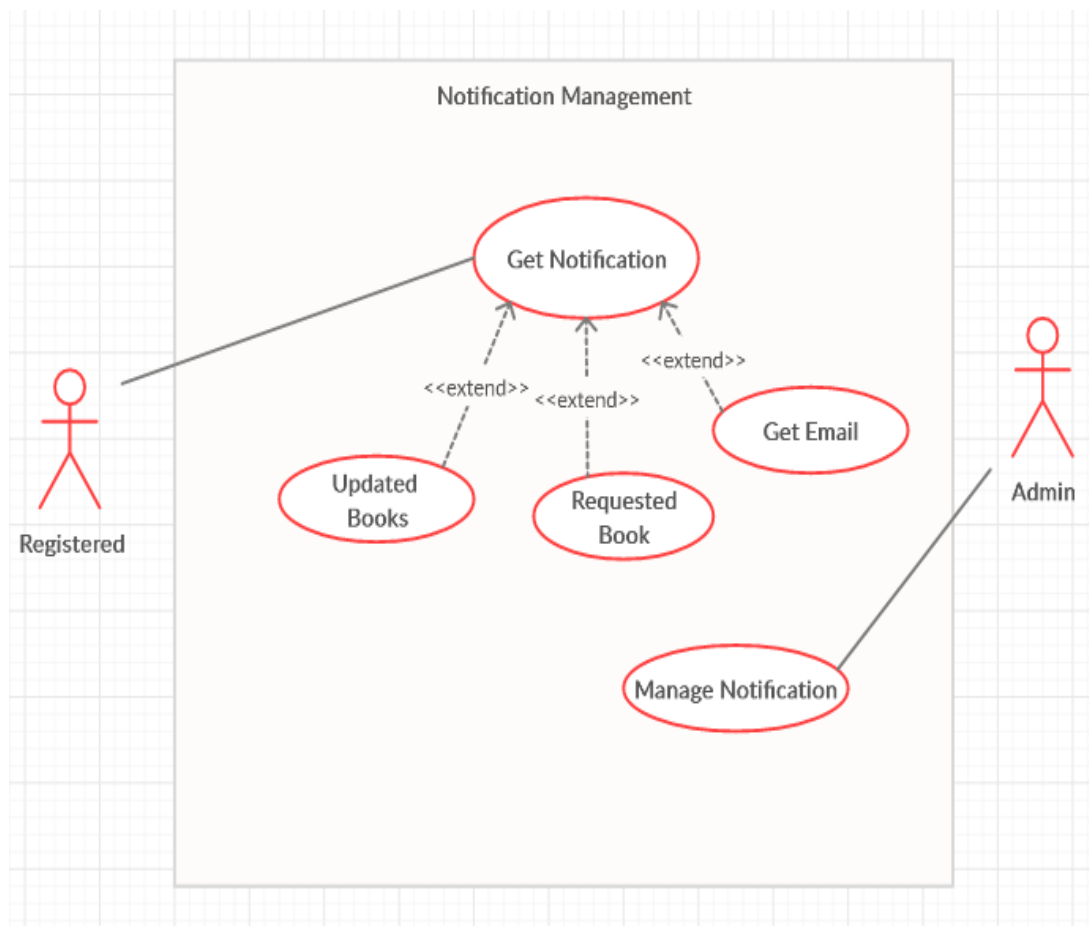 Notification Management
Get Notification
<<extend>>
<<extend>>
<<extend>>
Get Email
Updated
Books
Requested
Book
Registered
Admin
Manage Notification